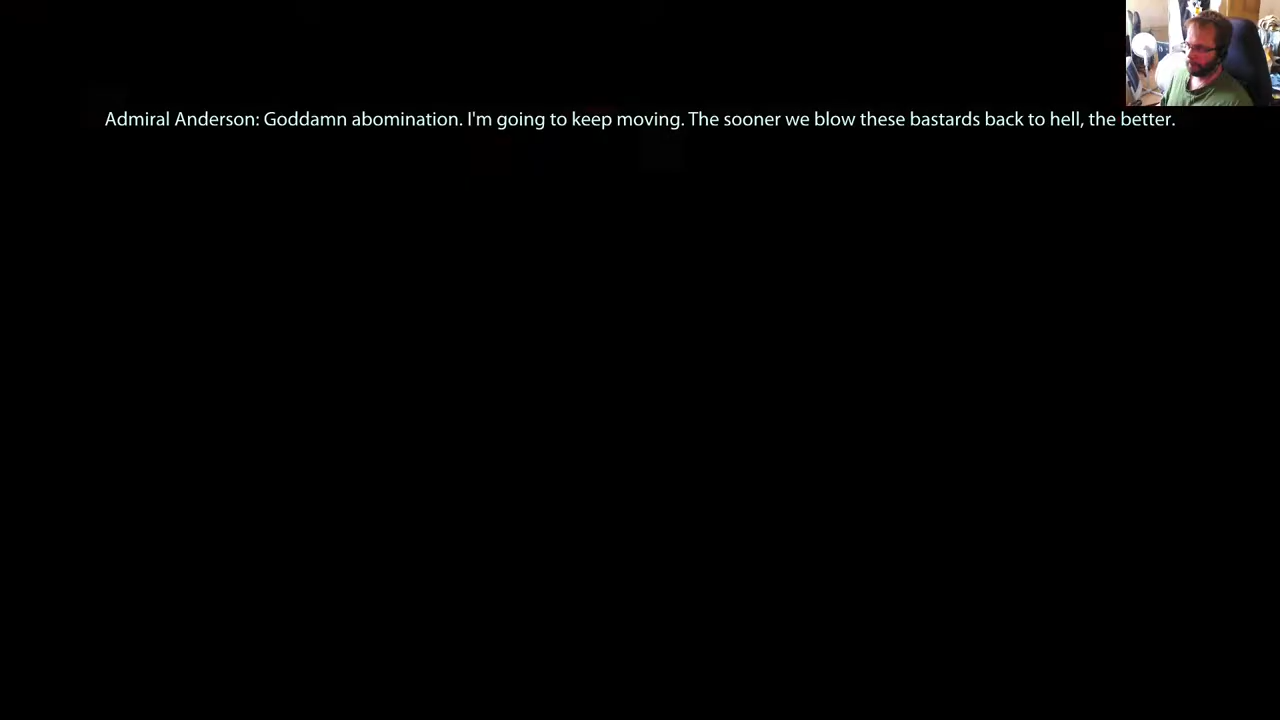 Admiral Anderson: Goddamn abomination. I'm going to keep moving. The sooner we blow these bastards back to hell, the better.